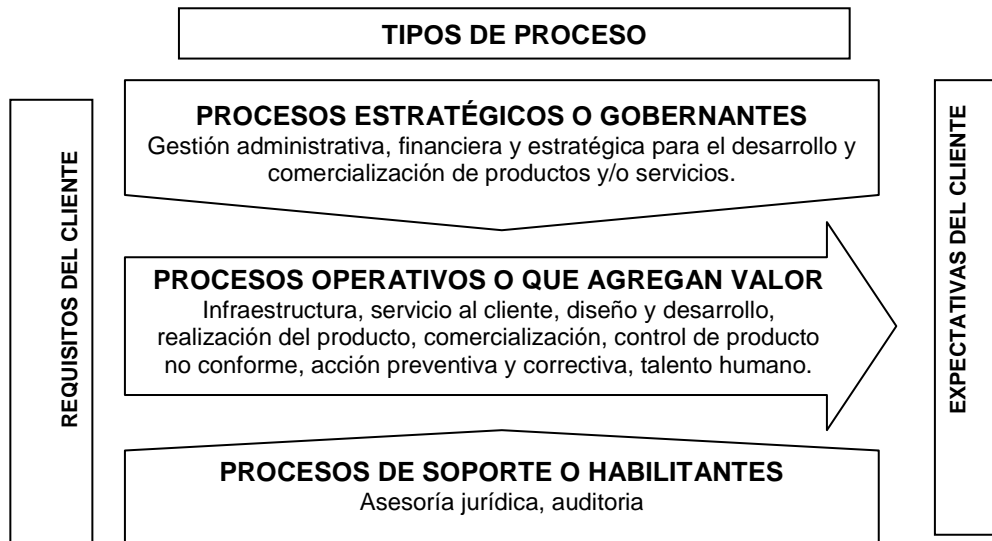 TIPOS DE PROCESO
REQUISITOS DEL CLIENTE
PROCESOS ESTRATÉGICOS O GOBERNANTES
Gestión administrativa, financiera y estratégica para el desarrollo y
comercialización de productos y/o servicios.
PROCESOS OPERATIVOS O QUE AGREGAN VALOR
Infraestructura, servicio al cliente, diseño y desarrollo,
realización del producto, comercialización, control de producto
no conforme, acción preventiva y correctiva, talento humano.
PROCESOS DE SOPORTE O HABILITANTES
Asesoría jurídica, auditoria
EXPECTATIVAS DEL CLIENTE